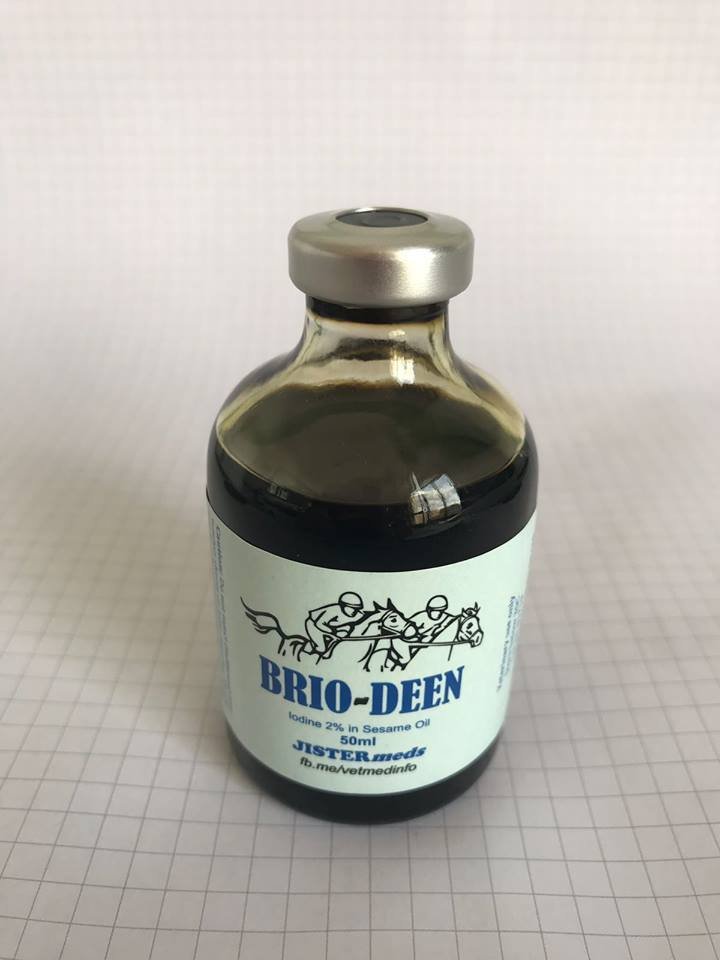 BRIO-DEEN
Iodine 2% in Sesame Oil
50ml
JISTERmeds
fb.me/vetmedinfo